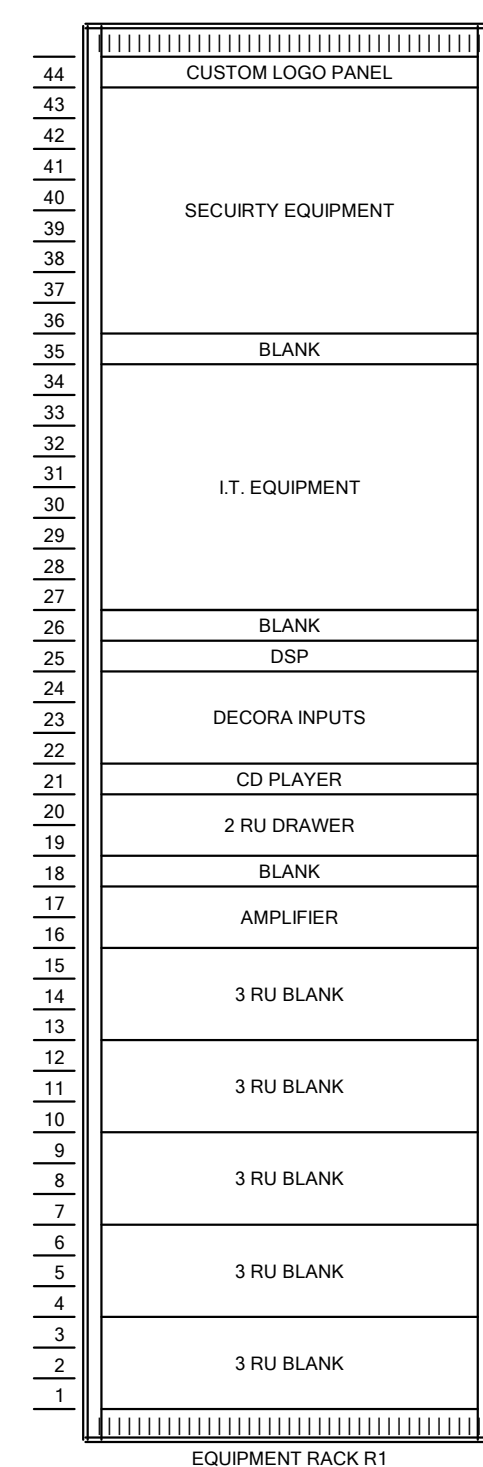 44 CUSTOM LOGO PANEL
43
42
41
40
SECUIRTY EQUIPMENT
39
38
37
36
35 BLANK
34
33
32
31
I.T. EQUIPMENT
30
29
28
27
26 BLANK
25 DSP
24
23 DECORA INPUTS
22
21 CD PLAYER
20
2 RU DRAWER
19
18 BLANK
17
AMPLIFIER
16
15
14 3 RU BLANK
13
12
11 3 RU BLANK
10
9
8 3 RU BLANK
7
6
5 3 RU BLANK
4
3
2 3 RU BLANK
1
EQUIPMENT RACK R1